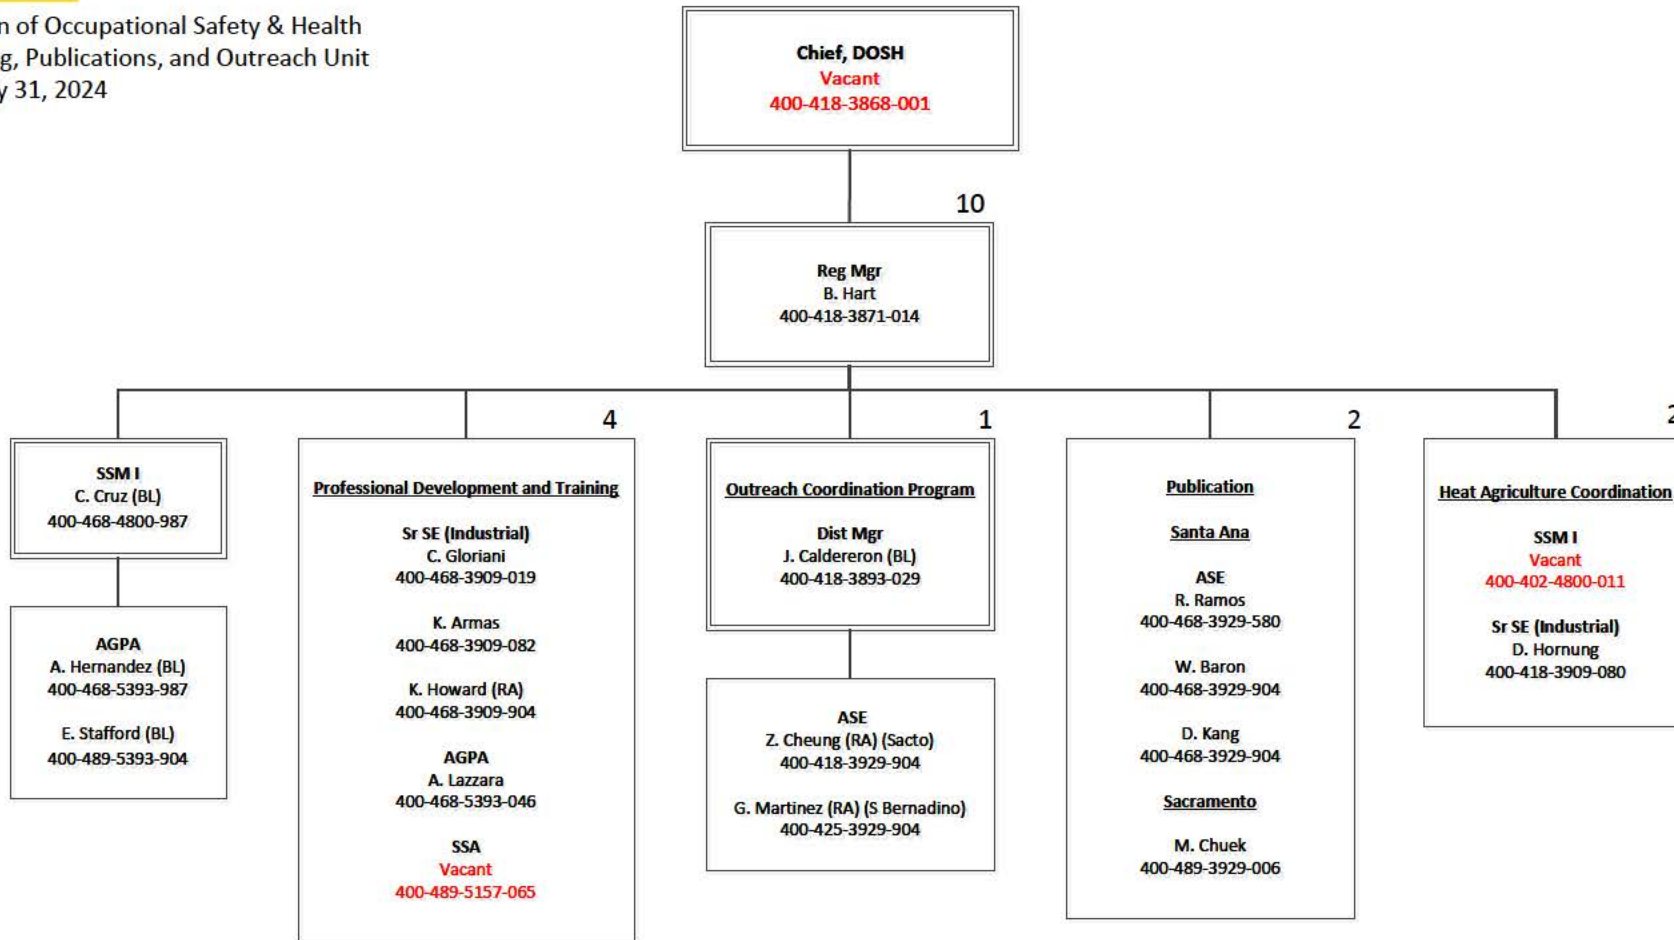 n of Occupational Safety & Health
g, Publications, and Outreach Unit
y 31, 2024
Chief, DOSH
Vacant
400-418-3868-001
10
Reg Mgr
B. Hart
400-418-3871-014
SSM I
C. Cruz (BL)
400-468-4800-987
AGPA
A. Hernandez (BL)
400-468-5393-987
E. Stafford (BL)
400-489-5393-904
4
Professional Development and Training
Sr SE (Industrial)
C. Gloriani
400-468-3909-019
K. Armas
400-468-3909-082
K. Howard (RA)
400-468-3909-904
AGPA
A. Lazzara
400-468-5393-046
SSA
Vacant
400-489-5157-065
1
Outreach Coordination Program
Dist Mgr
J. Caldereron (BL)
400-418-3893-029
ASE
Z. Cheung (RA) (Sacto)
400-418-3929-904
G. Martinez (RA) (S Bernadino)
400-425-3929-904
2
Publication
Santa Ana
ASE
R. Ramos
400-468-3929-580
W. Baron
400-468-3929-904
D. Kang
400-468-3929-904
Sacramento
M. Chuek
400-489-3929-006
2
Heat Agriculture Coordination
SSM I
Vacant
400-402-4800-011
Sr SE (Industrial)
D. Hornung
400-418-3909-080